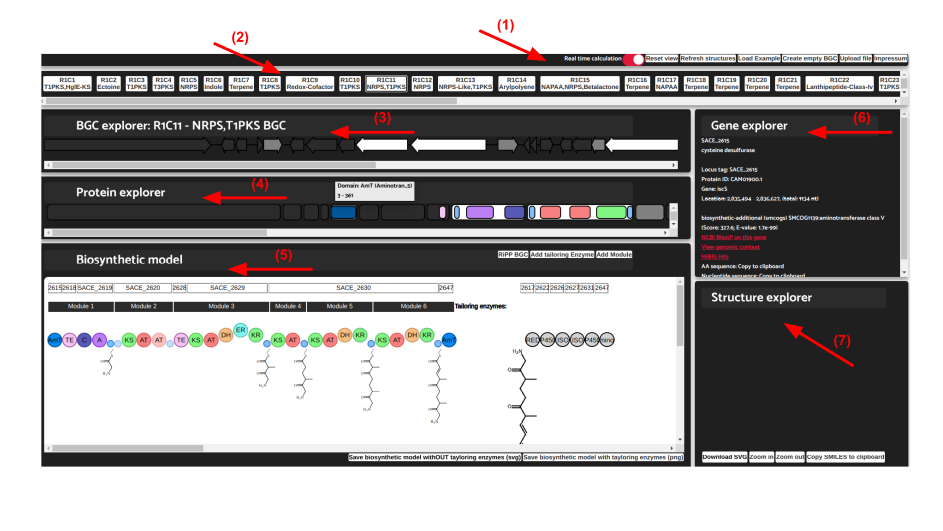 (1)
(2)
Real time calculation Reset view Refresh structures Load Example Create empty BGC Upload file Impressum
R1C1 R1C2 R1C3 R1C4 R1C5 R1C6 R1C7 R1C8 R1C9 R1C10 R1C11 R1C12 R1C13 R1C14 R1C15 R1C16 R1C17 R1C18 R1C19 R1C20 R1C21 R1C22 R1C23
T1PKS,HglE-KS Ectoine T1PKS T3PKS NRPS Indole Terpene T1PKS Redox-Cofactor T1PKS NRPS,T1PKS NRPS NRPS-Like,T1PKS Arylpolyene NAPAA,NRPS,Betalactone Terpene NAPAA Terpene Terpene Terpene Terpene Lanthipeptide-Class-Iv T1PKS
BGC explorer: R1C11 - NRPS,T1PKS BGC
(3)
Protein explorer
(4)
Domain: AmT (Aminotran_5)
3 - 361
Biosynthetic model
(5)
RiPP BGC Add tailoring Enzyme Add Module
2615 2618 SACE_2619 SACE_2620 2628 SACE_2629 SACE_2630 2647 2617 2622 2626 2627 2631 2647
Module 1 Module 2 Module 3 Module 4 Module 5 Module 6 Tailoring enzymes:
AmT TE C A KS AT AT TE KS AT DH ER KR KS AT KS AT DH KR KS AT DH KR AmT RED P45( ISO ISO P45( mino
H₂N
O
Save biosynthetic model withOUT tayloring enzymes (svg) Save biosynthetic model with tayloring enzymes (png)
Gene explorer
(6)
SACE_2615
cysteine desulfurase
Locus tag: SACE_2615
Protein ID: CAM01900.1
Gene: iscS
Location: 2,835,494 - 2,836,627, (total: 1134 nt)
biosynthetic-additional (smcogs) SMCOG1139:aminotransferase class V
(Score: 327.6; E-value: 1.7e-99)
NCBI BlastP on this gene
View genomic context
MiBIG Hits
AA sequence: Copy to clipboard
Nucleotide sequence: Copy to clipboard
Structure explorer
(7)
Download SVG Zoom in Zoom out Copy SMILES to clipboard